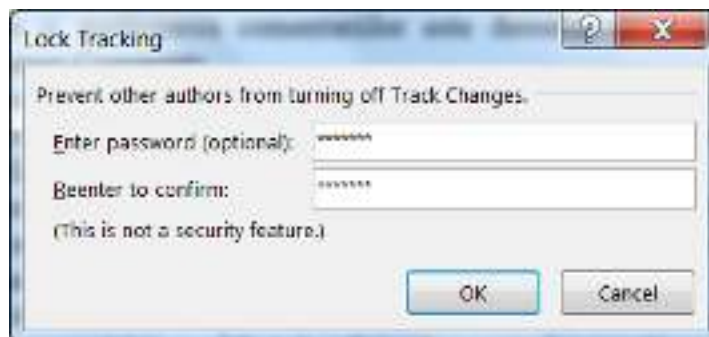 Lock Tracking
Prevent other authors from turning off Track Changes.
Enter password (optional): *******
Reenter to confirm: *******
(This is not a security feature.)
OK Cancel